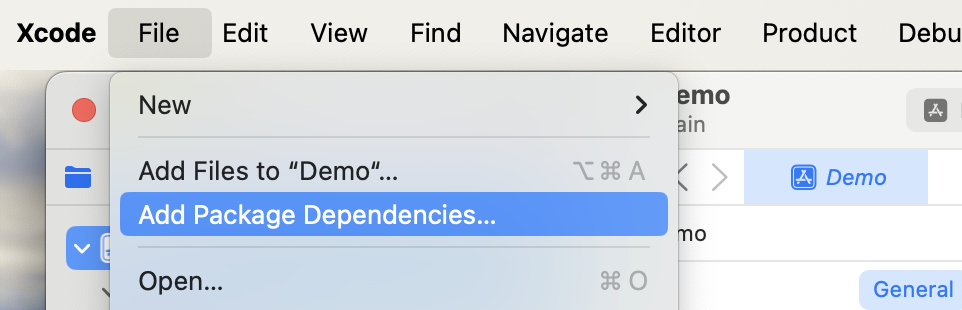 Xcode File Edit View Find Navigate Editor Product Debu
New
emo
ain
Add Files to “Demo“... ⌥⌘ A
Demo
Add Package Dependencies...
mo
Open... ⌘ O
General